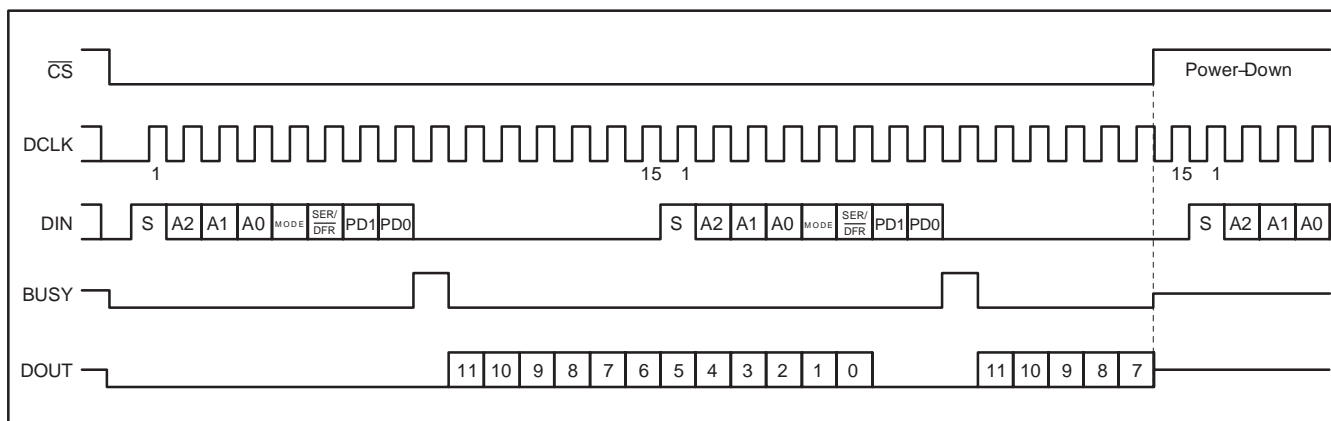 CS
Power-Down
DCLK
1
15
1
15
1
DIN
S
A2
A1
A0
MODE
SER/
DFR
PD1
PD0
S
A2
A1
A0
MODE
SER/
DFR
PD1
PD0
S
A2
A1
A0
BUSY
DOUT
11
10
9
8
7
6
5
4
3
2
1
0
11
10
9
8
7